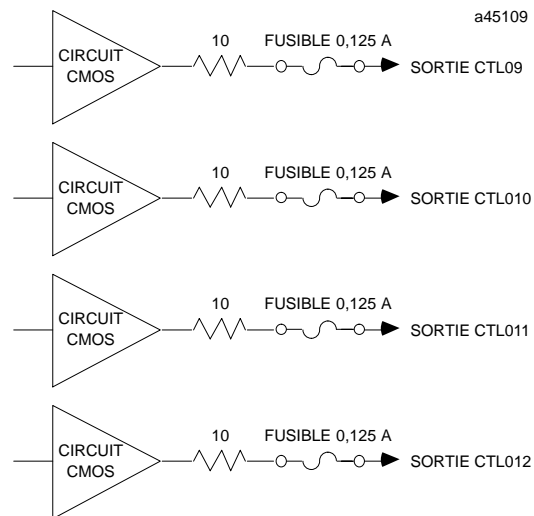 a45109
10 FUSIBLE 0,125 A
CIRCUIT
CMOS
SORTIE CTL09
10 FUSIBLE 0,125 A
CIRCUIT
CMOS
SORTIE CTL010
10 FUSIBLE 0,125 A
CIRCUIT
CMOS
SORTIE CTL011
10 FUSIBLE 0,125 A
CIRCUIT
CMOS
SORTIE CTL012